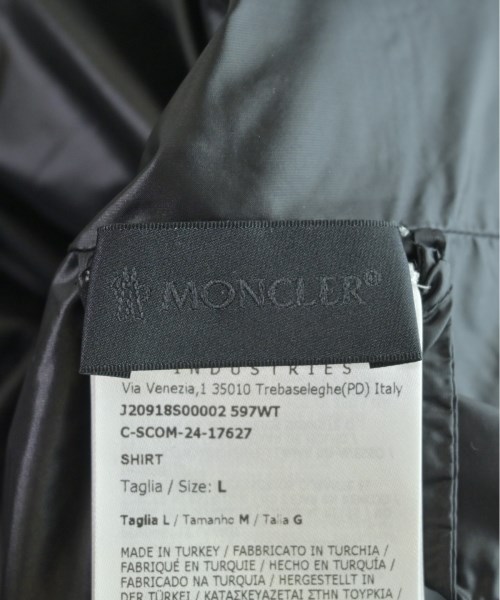 MONCLER®
INDUSTRIES
Via Venezia,1 35010 Trebaseleghe(PD) Italy
J20918S00002 597WT
C-SCOM-24-17627
SHIRT
Taglia / Size: L
Taglia L / Tamanho M / Talla G
MADE IN TURKEY / FABBRICATO IN TURCHIA /
FABRIQUÉ EN TURQUIE / HECHO EN TURQUÍA /
FABRICADO NA TURQUIA / HERGESTELLT IN
DER TÜRKEI / ΚΑΤΑΣΚΕΥΑΖΕΤΑΙ ΣΤΗΝ ΤΟΥΡΚΙΑ /